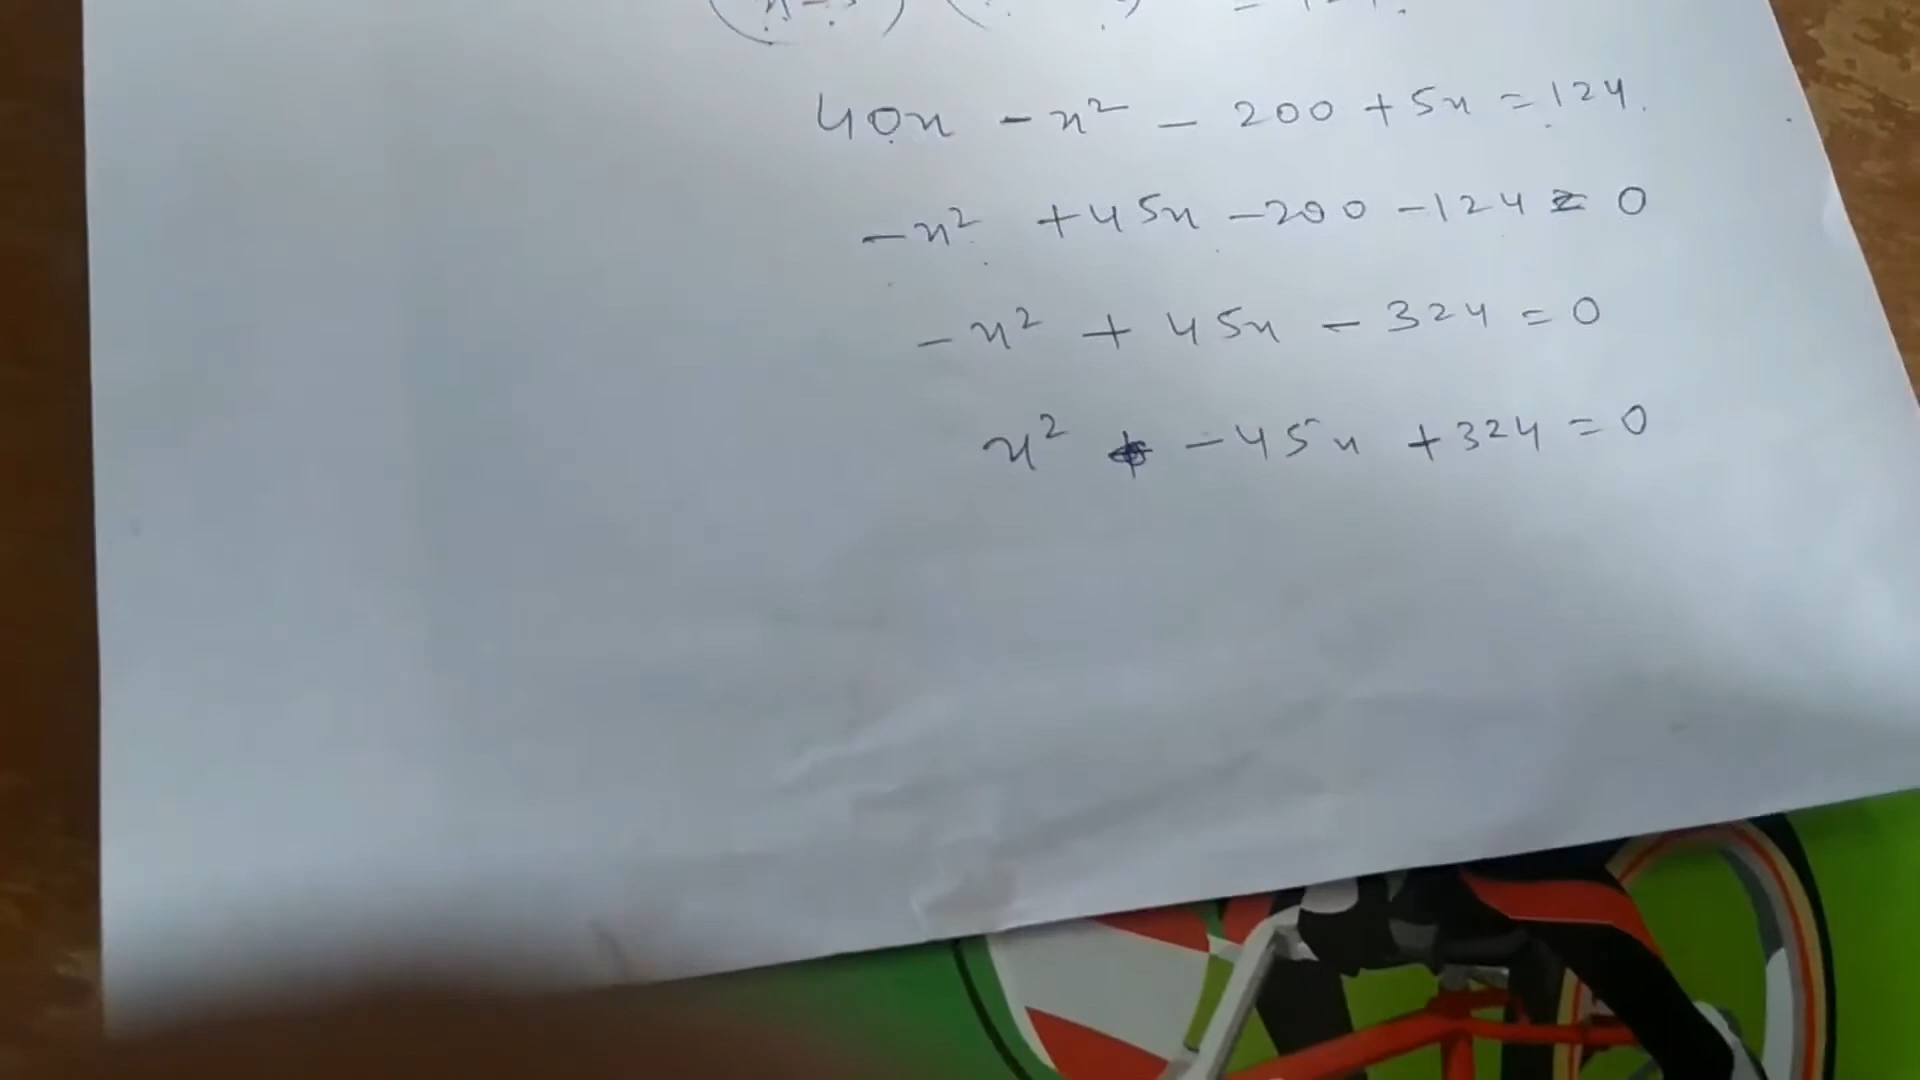 40x - x² - 200 + 5x = 124.
-x² + 45x - 200 - 124 = 0
-x² + 45x - 324 = 0
x² - 45x + 324 = 0